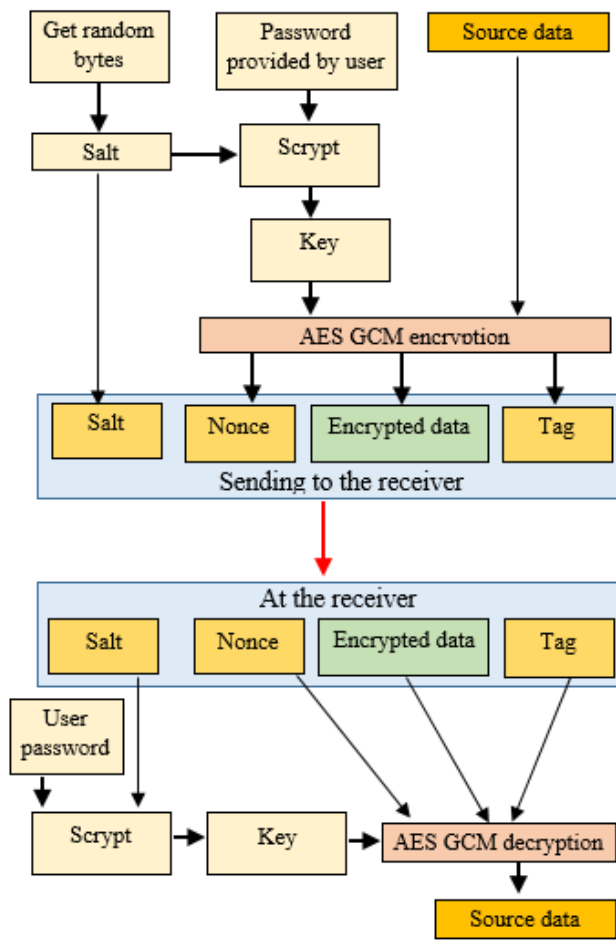 Get random
bytes
Password
provided by user
Source data
Salt
Scrypt
Key
AES GCM encryption
Salt
Nonce
Encrypted data
Tag
Sending to the receiver
At the receiver
Salt
Nonce
Encrypted data
Tag
User
password
Scrypt
Key
AES GCM decryption
Source data